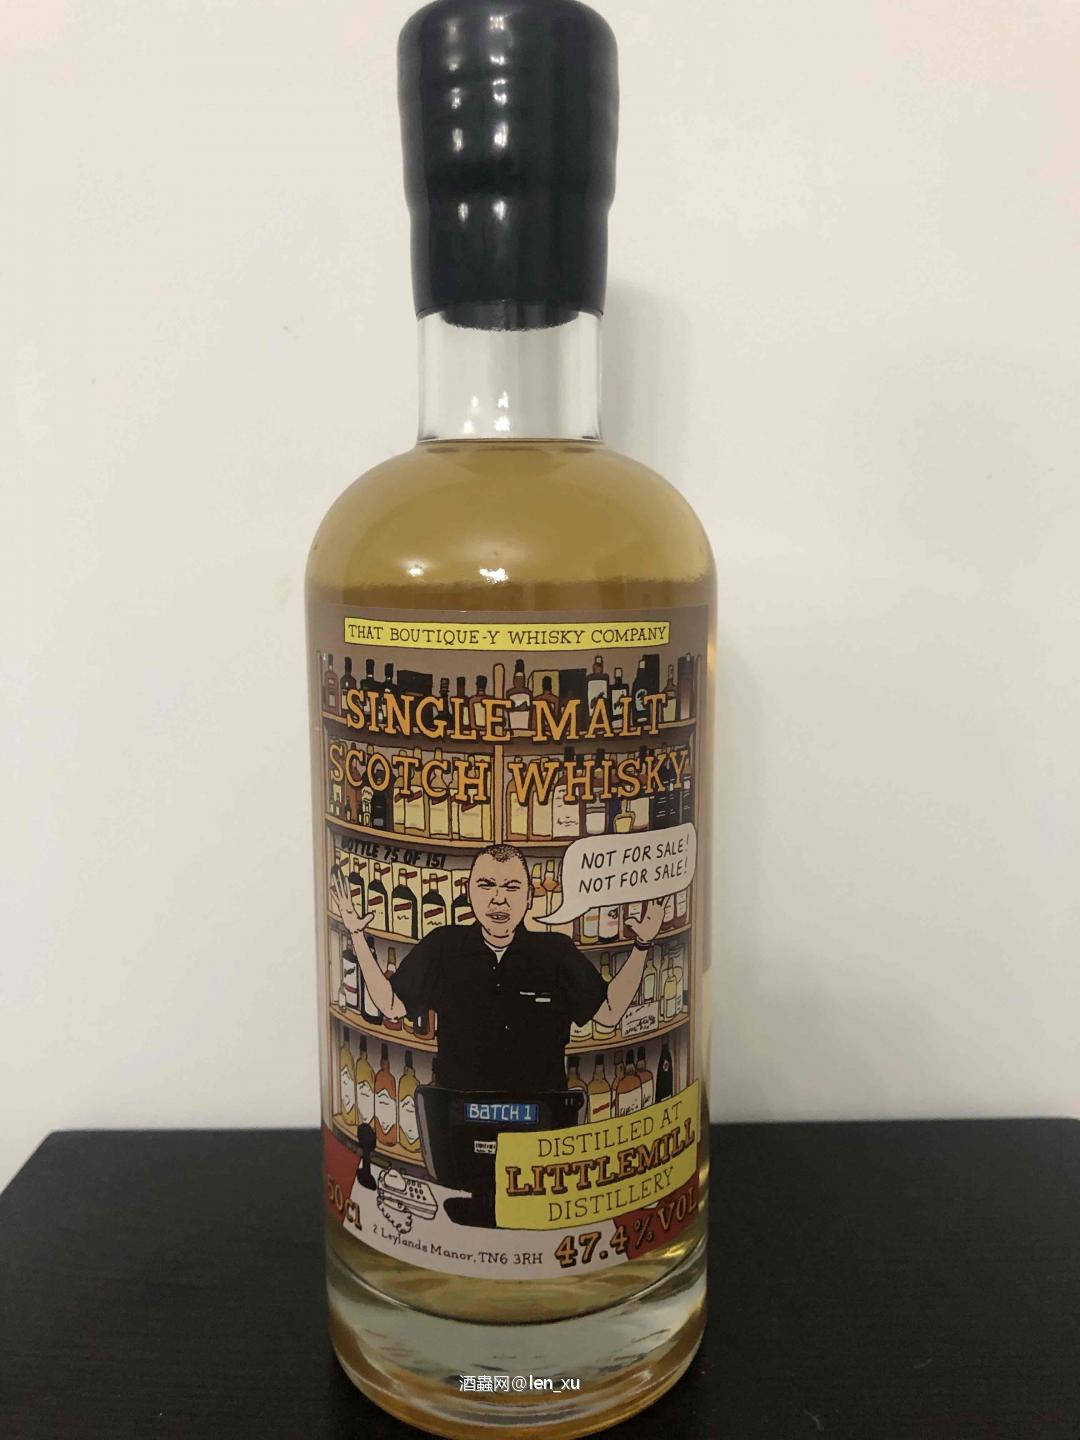 THAT BOUTIQUE-Y WHISKY COMPANY
SINGLE MALT
SCOTCH WHISKY
BOTTLE 75 OF 151
NOT FOR SALE!
NOT FOR SALE!
BATCH 1
DISTILLED AT
LITTLEMILL
DISTILLERY
50cl
2 Leylands Manor, TN6 3RH
47.4% VOL
酒蟲网@len_xu